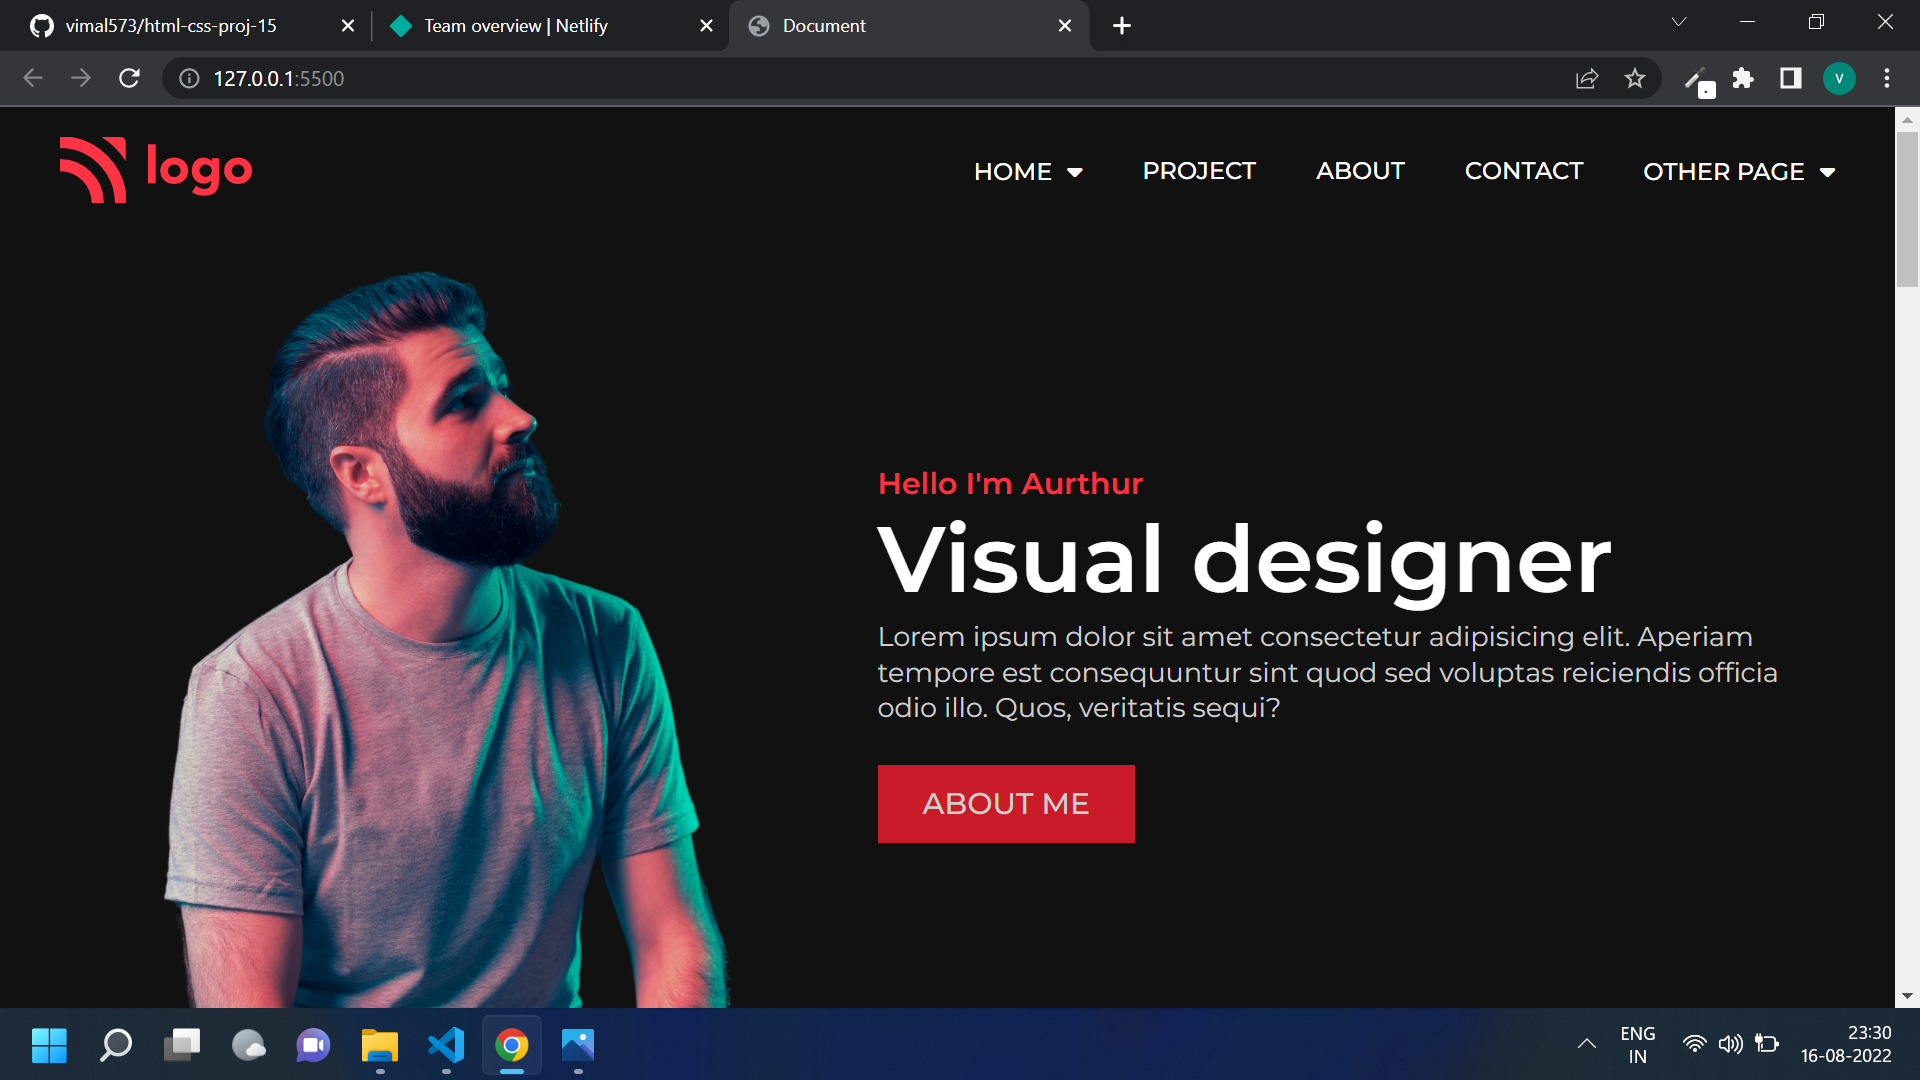 vimal573/html-css-proj-15
Team overview | Netlify
Document
127.0.0.1:5500
V
logo
HOME
PROJECT
ABOUT
CONTACT
OTHER PAGE
Hello I'm Aurthur
Visual designer
Lorem ipsum dolor sit amet consectetur adipisicing elit. Aperiam
tempore est consequuntur sint quod sed voluptas reiciendis officia
odio illo. Quos, veritatis sequi?
ABOUT ME
ENG
IN
23:30
16-08-2022